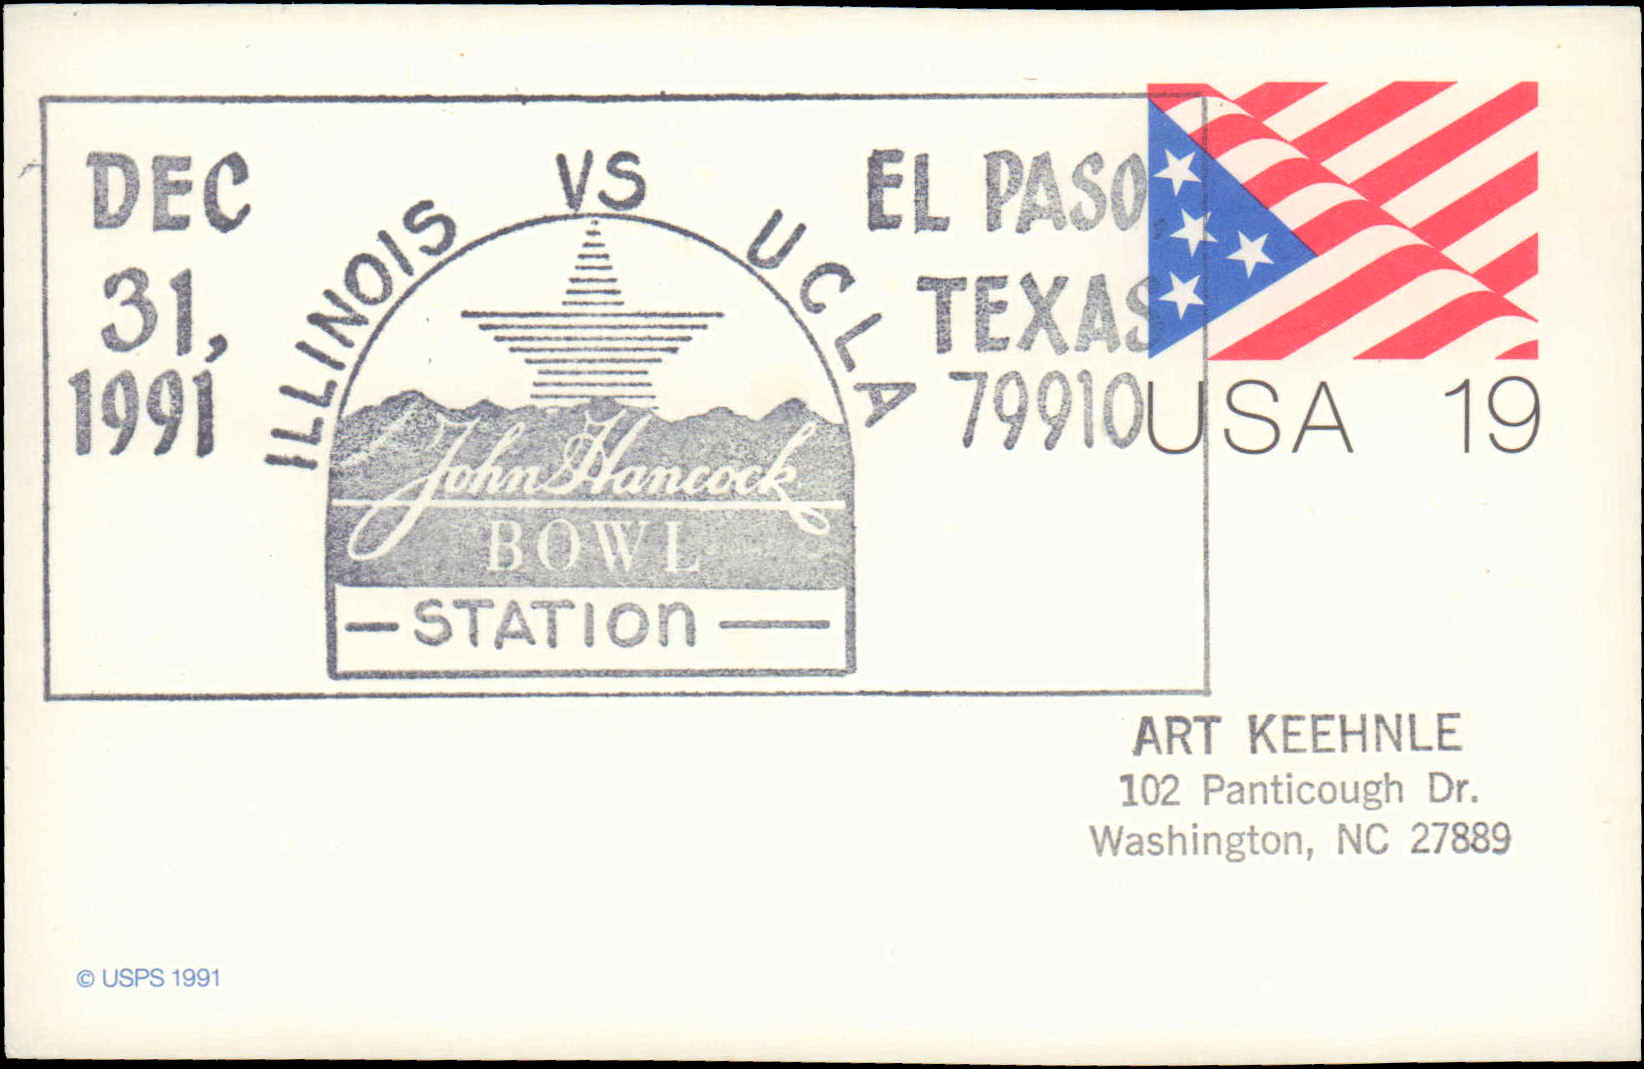 DEC
31,
1991
ILLINOIS VS UCLA
John Hancock
BOWL
STATION
EL PASO
TEXAS
79910
USA 19
ART KEEHNLE
102 Panticough Dr.
Washington, NC 27889
© USPS 1991